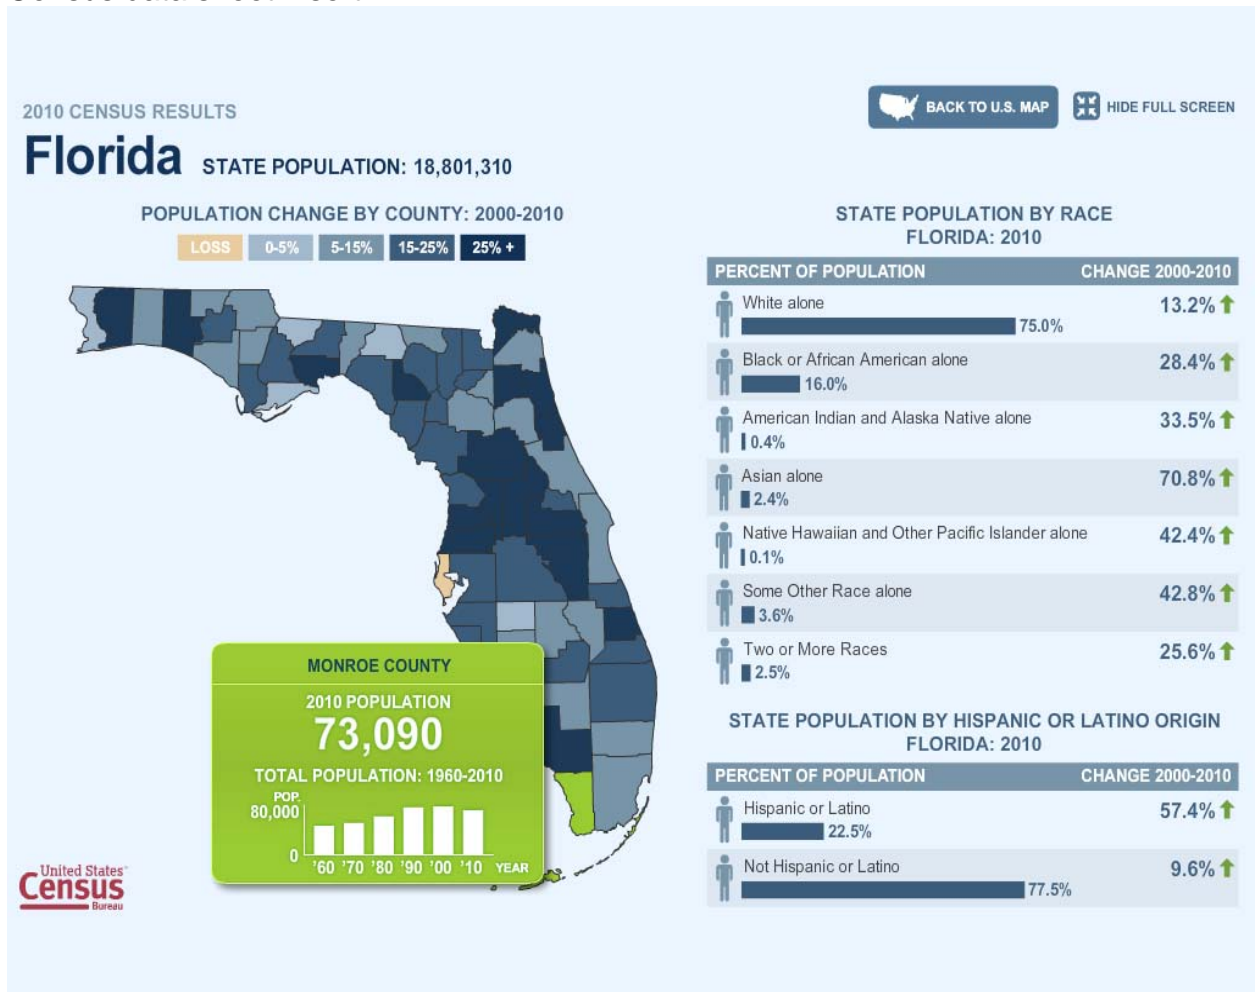 2010 CENSUS RESULTS
Florida STATE POPULATION: 18,801,310
BACK TO U.S. MAP
HIDE FULL SCREEN
POPULATION CHANGE BY COUNTY: 2000-2010
LOSS 0-5% 5-15% 15-25% 25% +
MONROE COUNTY
2010 POPULATION
73,090
TOTAL POPULATION: 1960-2010
POP.
80,000
0
'60 '70 '80 '90 '00 '10 YEAR
United States
Census
Bureau
STATE POPULATION BY RACE
FLORIDA: 2010
PERCENT OF POPULATION CHANGE 2000-2010
White alone 13.2%
75.0%
Black or African American alone 28.4%
16.0%
American Indian and Alaska Native alone 33.5%
0.4%
Asian alone 70.8%
2.4%
Native Hawaiian and Other Pacific Islander alone 42.4%
0.1%
Some Other Race alone 42.8%
3.6%
Two or More Races 25.6%
2.5%
STATE POPULATION BY HISPANIC OR LATINO ORIGIN
FLORIDA: 2010
PERCENT OF POPULATION CHANGE 2000-2010
Hispanic or Latino 57.4%
22.5%
Not Hispanic or Latino 9.6%
77.5%